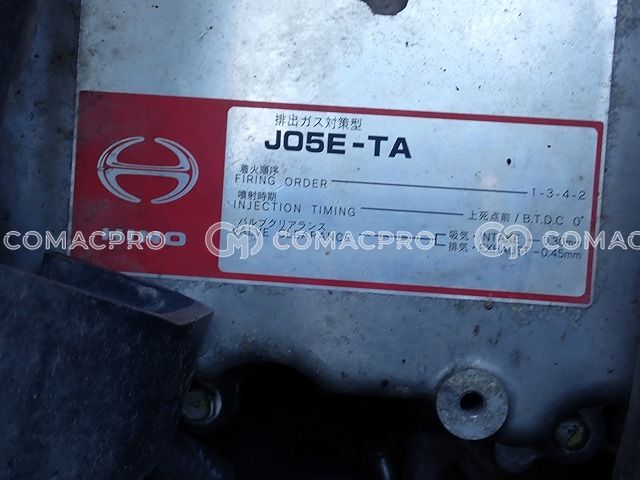 排出ガス対策型
J05E-TA
着火順序
FIRING ORDER 1-3-4-2
噴射時期
INJECTION TIMING 上死点前/B.T.D.C 0°
バルブクリアランス
吸気
排気 0.45mm
HINO
COMACPRO COMACPRO COMACPRO